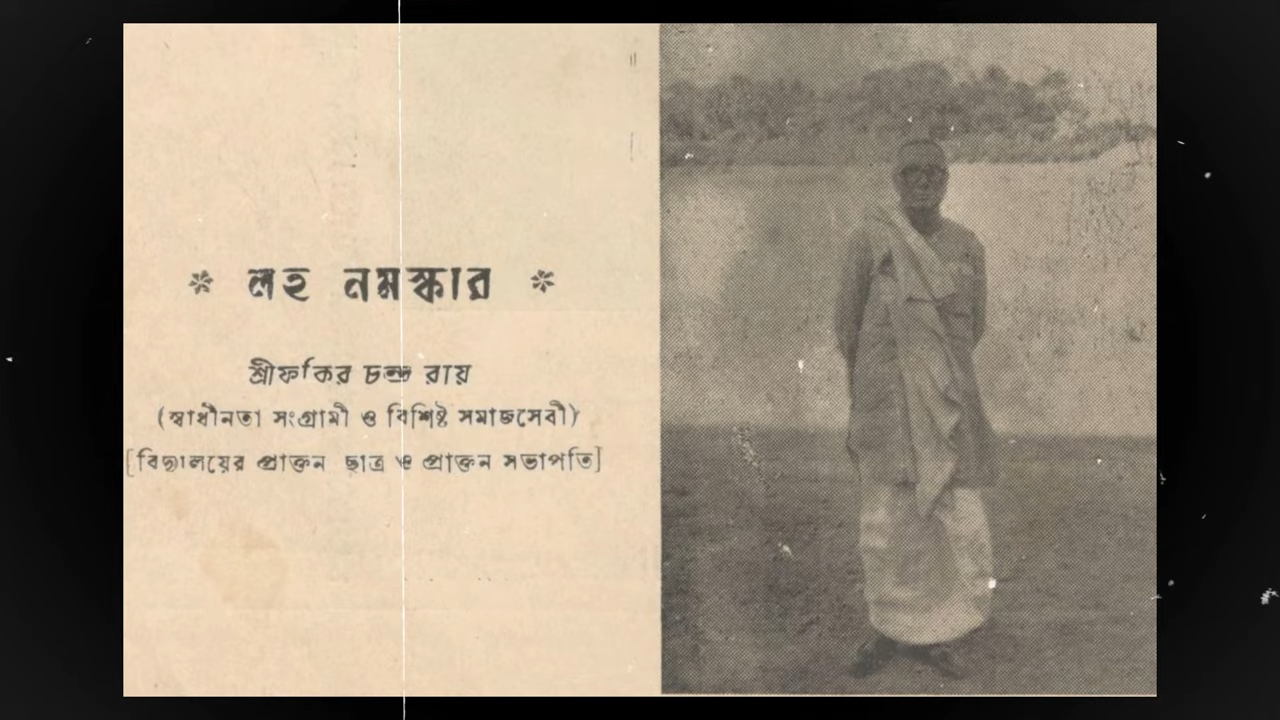 * লহ নমস্কার *
শ্রীফকির চন্দ্র রায়
(স্বাধীনতা সংগ্রামী ও বিশিষ্ট সমাজসেবী)
[বিদ্যালয়ের প্রাক্তন ছাত্র ও প্রাক্তন সভাপতি]